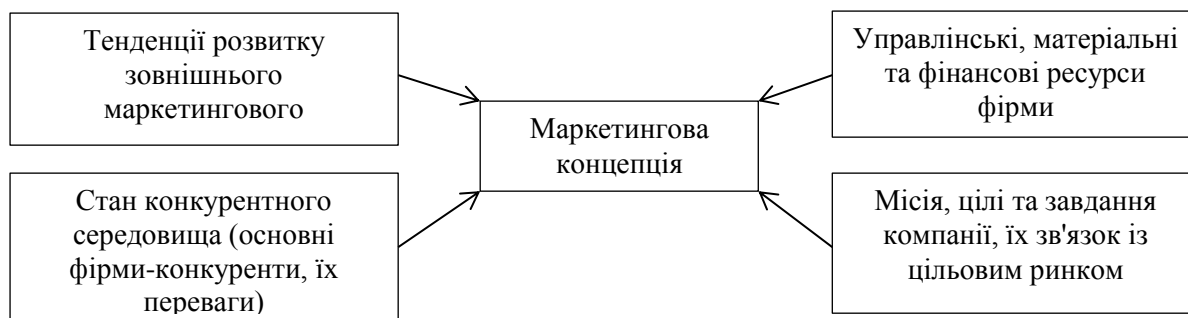 Тенденції розвитку
зовнішнього
маркетингового
Управлінські, матеріальні
та фінансові ресурси
фірми
Маркетингова
концепція
Стан конкурентного
середовища (основні
фірми-конкуренти, їх
переваги)
Місія, цілі та завдання
компанії, їх зв'язок із
цільовим ринком